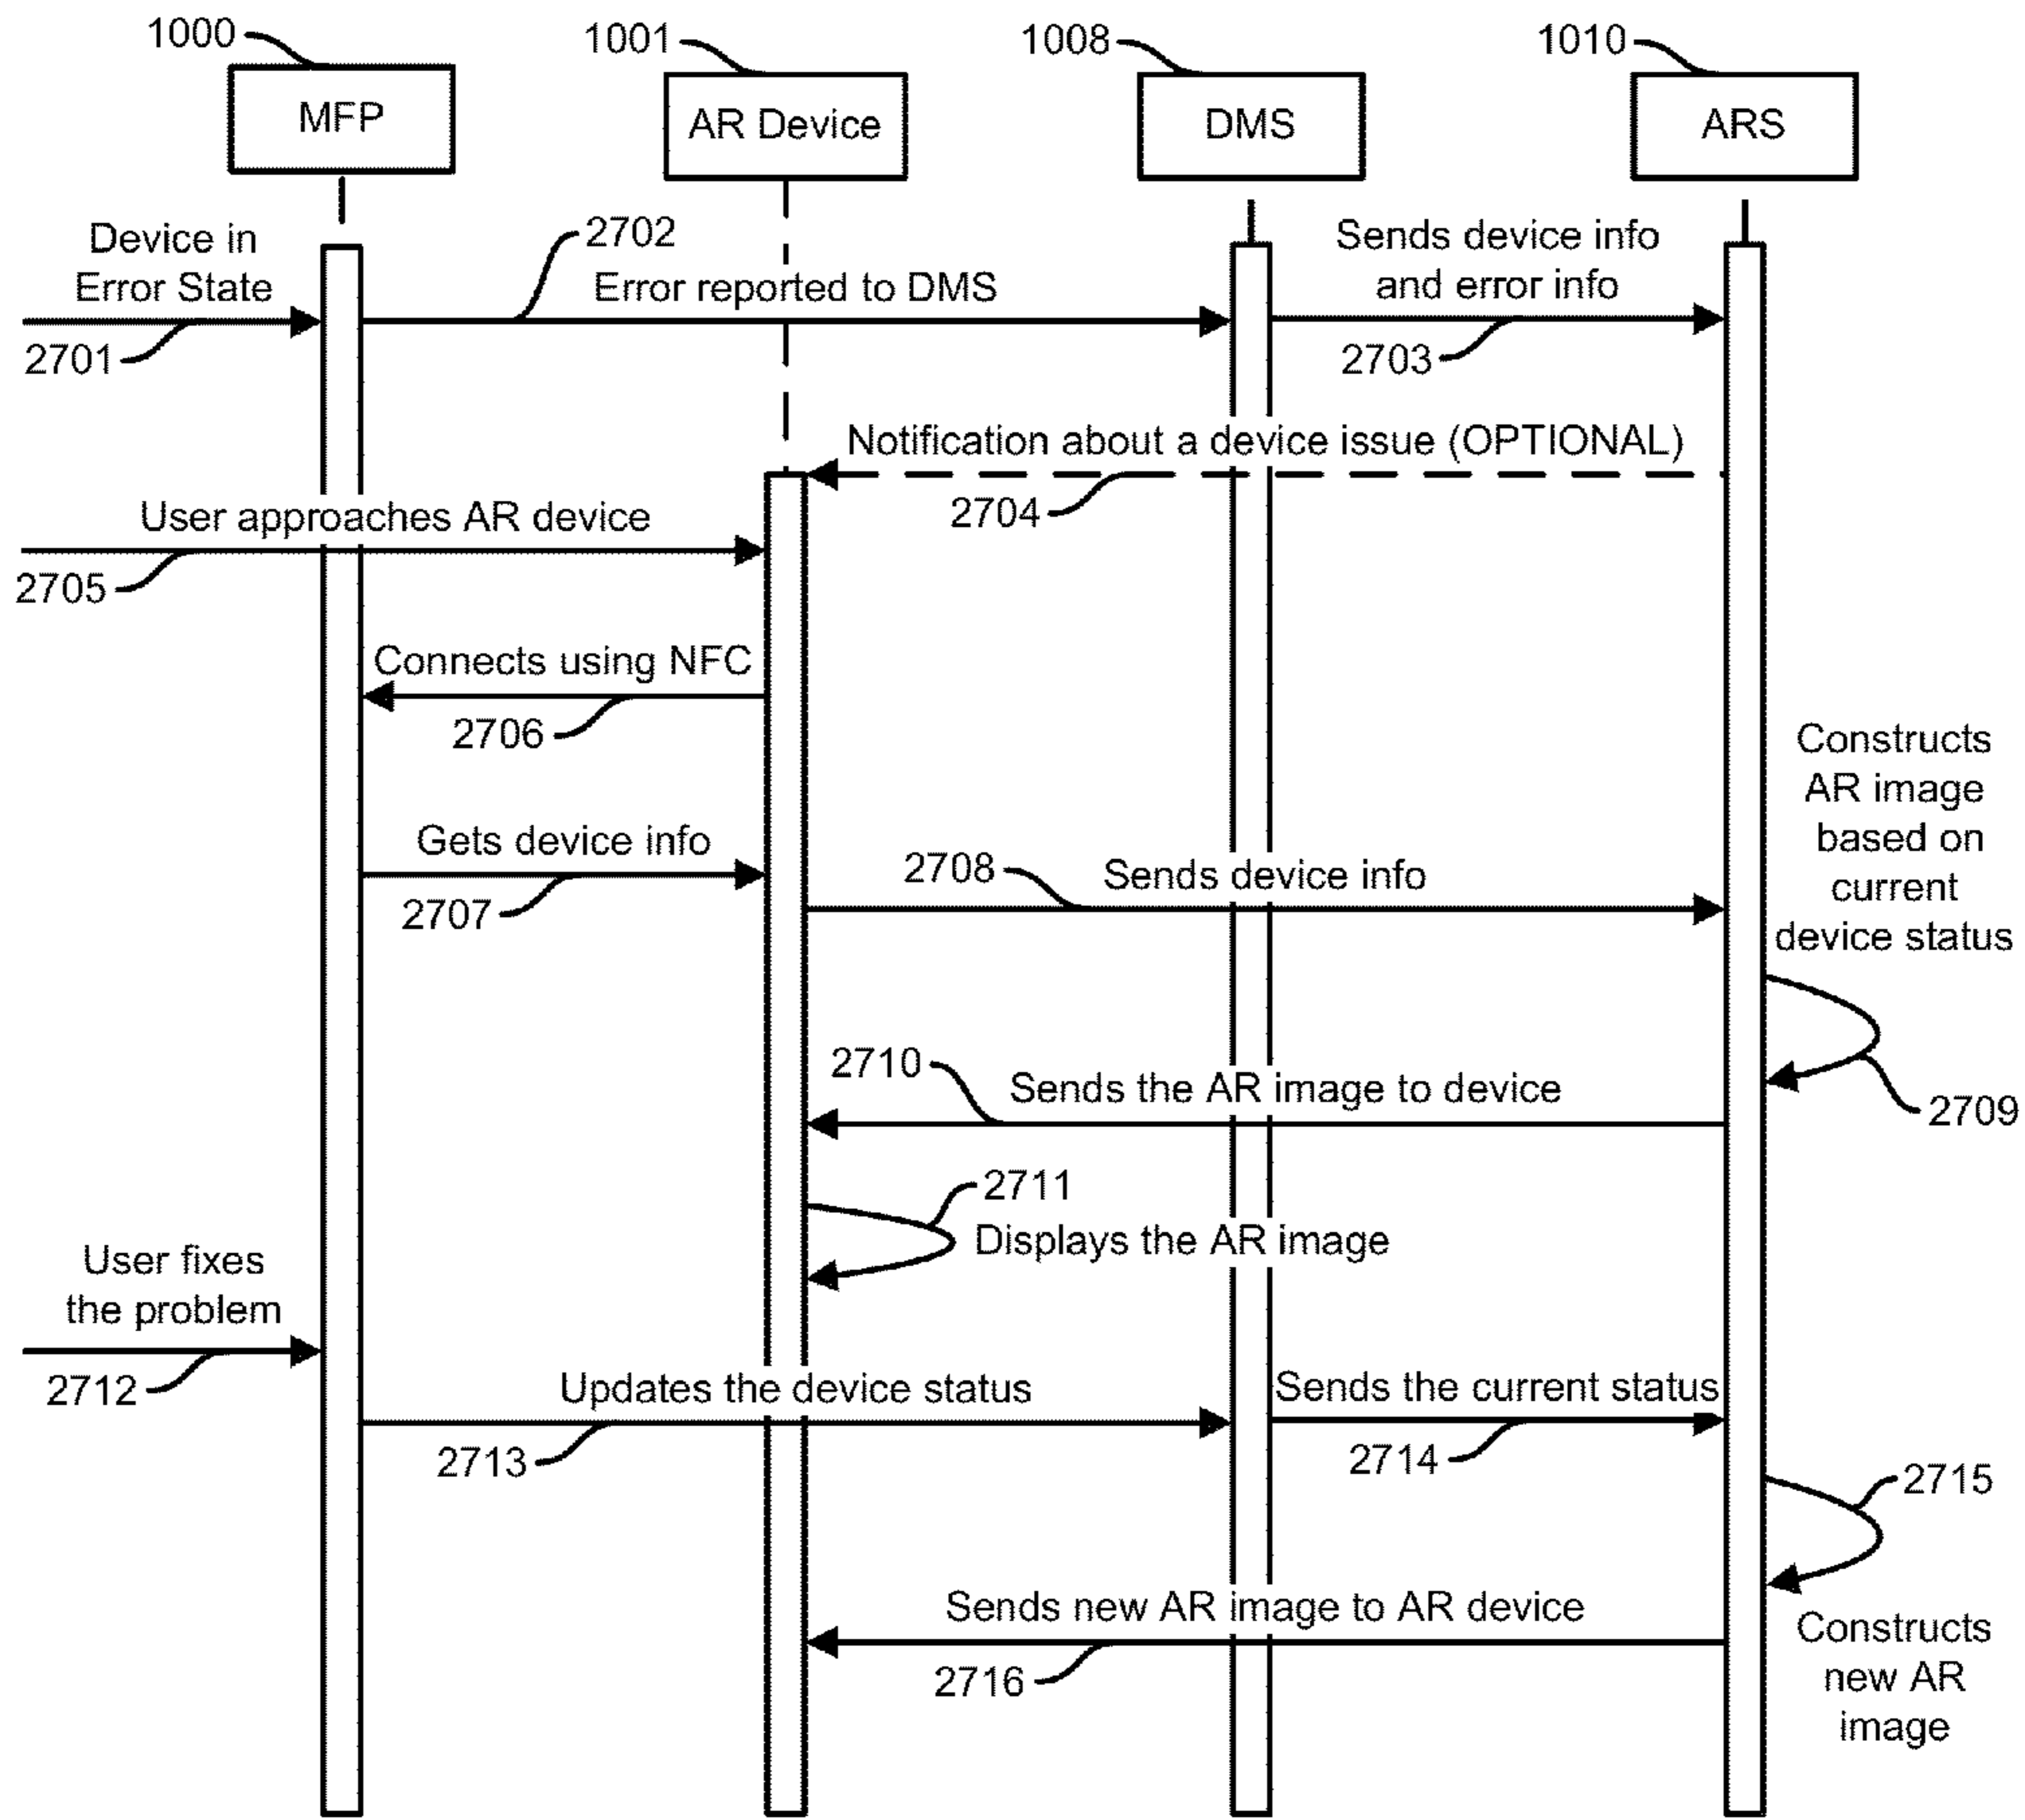 1000
1001
1008
1010
MFP
AR Device
DMS
ARS
Device in
Error State
2701
2702
Error reported to DMS
Sends device info
and error info
2703
Notification about a device issue (OPTIONAL)
2704
User approaches AR device
2705
Connects using NFC
2706
Gets device info
2707
2708
Sends device info
Constructs
AR image
based on
current
device status
2709
2710
Sends the AR image to device
2711
Displays the AR image
User fixes
the problem
2712
Updates the device status
2713
Sends the current status
2714
2715
Constructs
new AR
image
Sends new AR image to AR device
2716